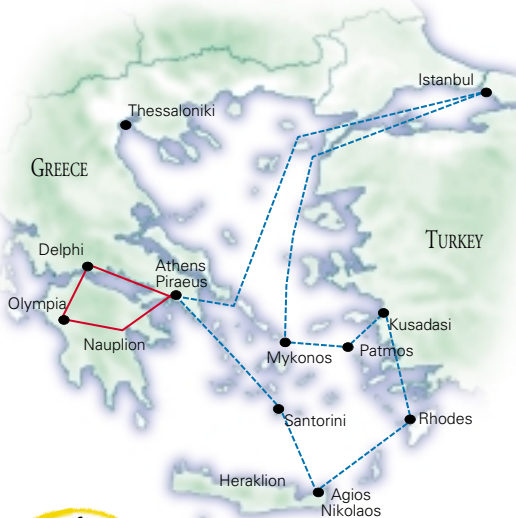 Istanbul
Thessaloniki
GREECE
TURKEY
Delphi
Athens
Piraeus
Olympia
Kusadasi
Nauplion
Mykonos
Patmos
Santorini
Rhodes
Heraklion
Agios
Nikolaos